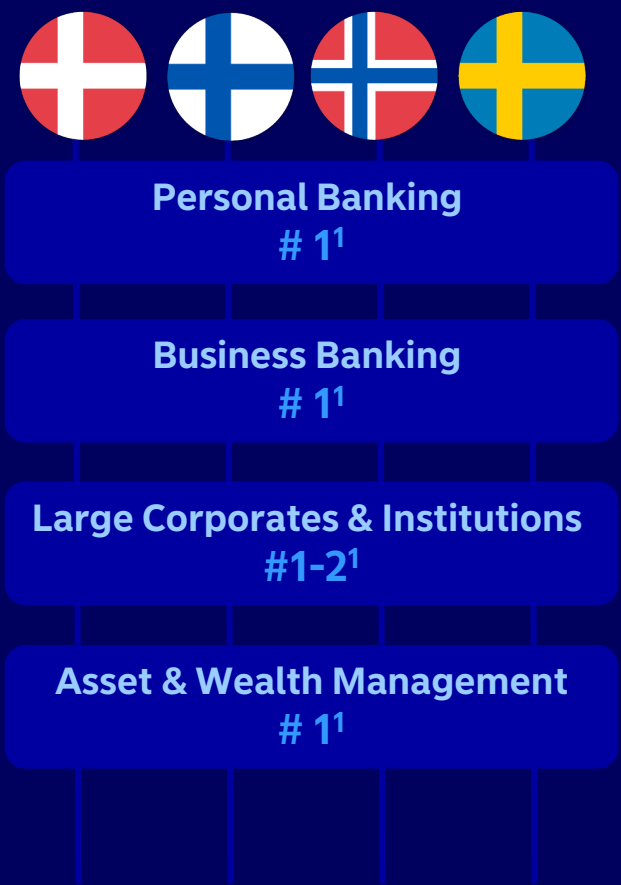 Personal Banking
# 1¹
Business Banking
# 1¹
Large Corporates & Institutions
#1-2¹
Asset & Wealth Management
# 1¹